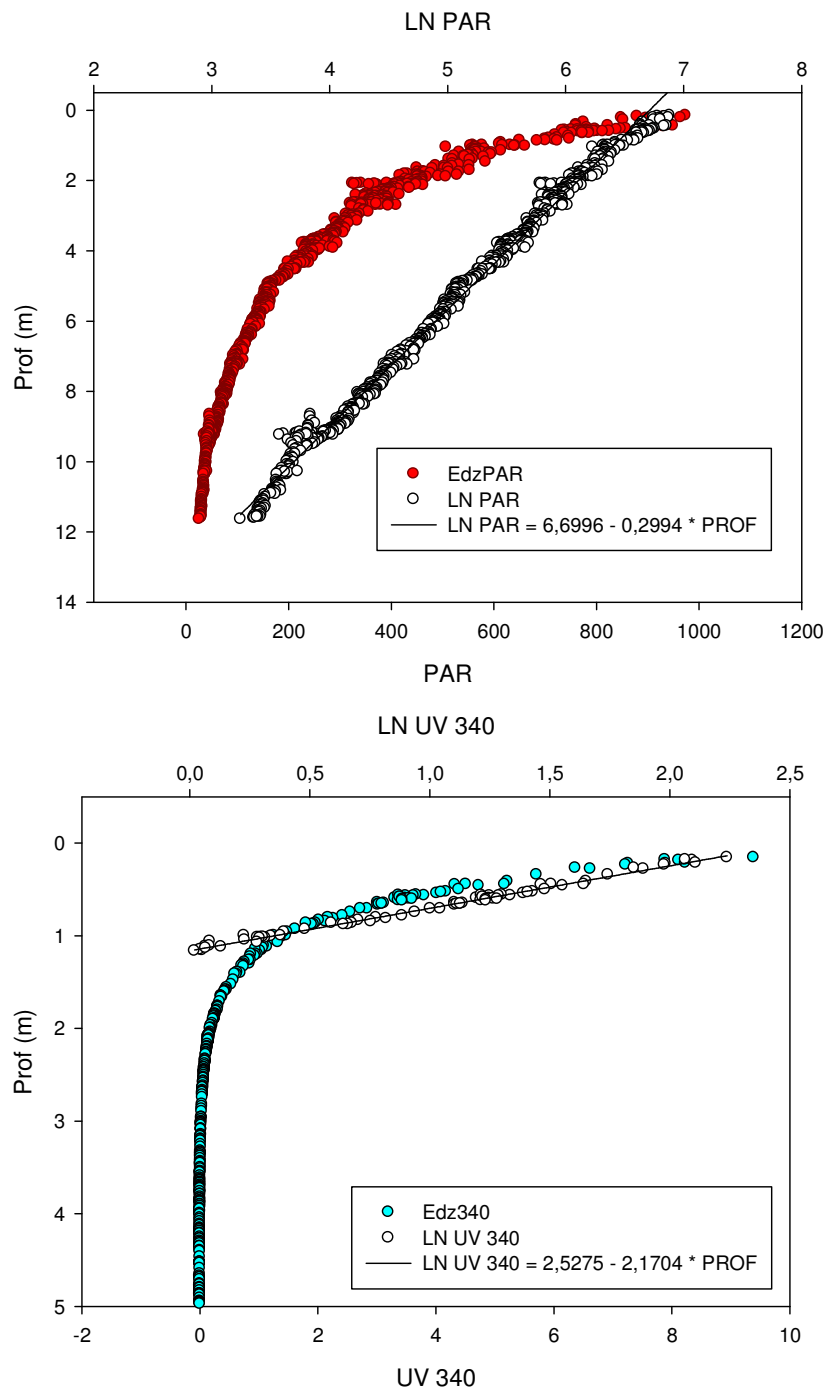 LN PAR
2 3 4 5 6 7 8
0
2
4
6
8
10
12
14
Prof (m)
EdzPAR
LN PAR
LN PAR = 6,6996 - 0,2994 * PROF
0 200 400 600 800 1000 1200
PAR
LN UV 340
0,0 0,5 1,0 1,5 2,0 2,5
0
1
2
3
4
5
Prof (m)
Edz340
LN UV 340
LN UV 340 = 2,5275 - 2,1704 * PROF
-2 0 2 4 6 8 10
UV 340